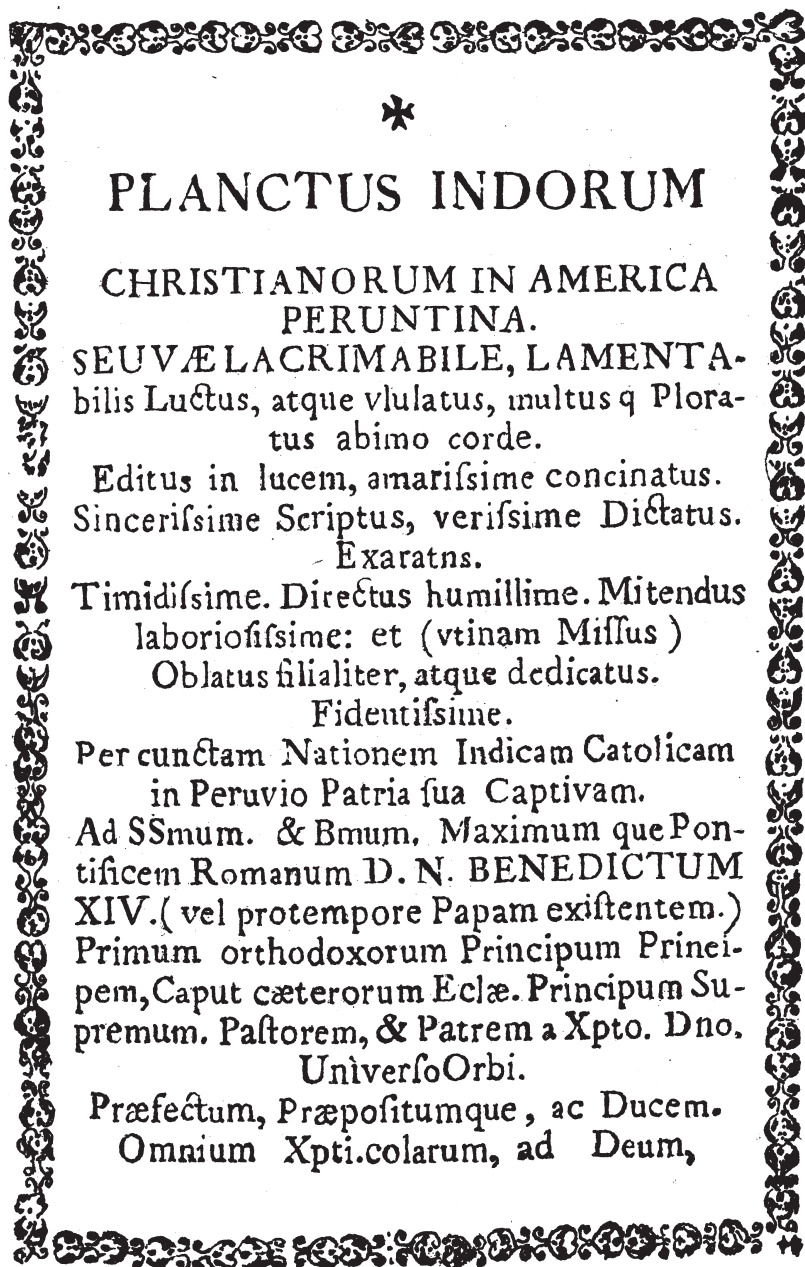 ✠
PLANCTUS INDORUM
CHRISTIANORUM IN AMERICA
PERUNTINA.
SEUVÆLACRIMABILE, LAMENTA-
bilis Luctus, atque vlulatus, multus q Plora-
tus abimo corde.
Editus in lucem, amariſsime concinatus.
Sinceriſsime Scriptus, veriſsime Dictatus.
Exaratns.
Timidiſsime. Directus humillime. Mitendus
laborioſiſsime: et (vtinam Miſſus )
Oblatus filialiter, atque dedicatus.
Fidentiſsime.
Per cunctam Nationem Indicam Catolicam
in Peruvio Patria ſua Captivam.
Ad SSmum. & Bmum. Maximum que Pon-
tificem Romanum D. N. BENEDICTUM
XIV.( vel protempore Papam exiſtentem.)
Primum orthodoxorum Principum Prinei-
pem, Caput cæterorum Eclæ. Principum Su-
premum. Paſtorem, & Patrem a Xpto. Dno.
UniverſoOrbi.
Præfectum, Præpoſitumque, ac Ducem.
Omnium Xpti.colarum, ad Deum,